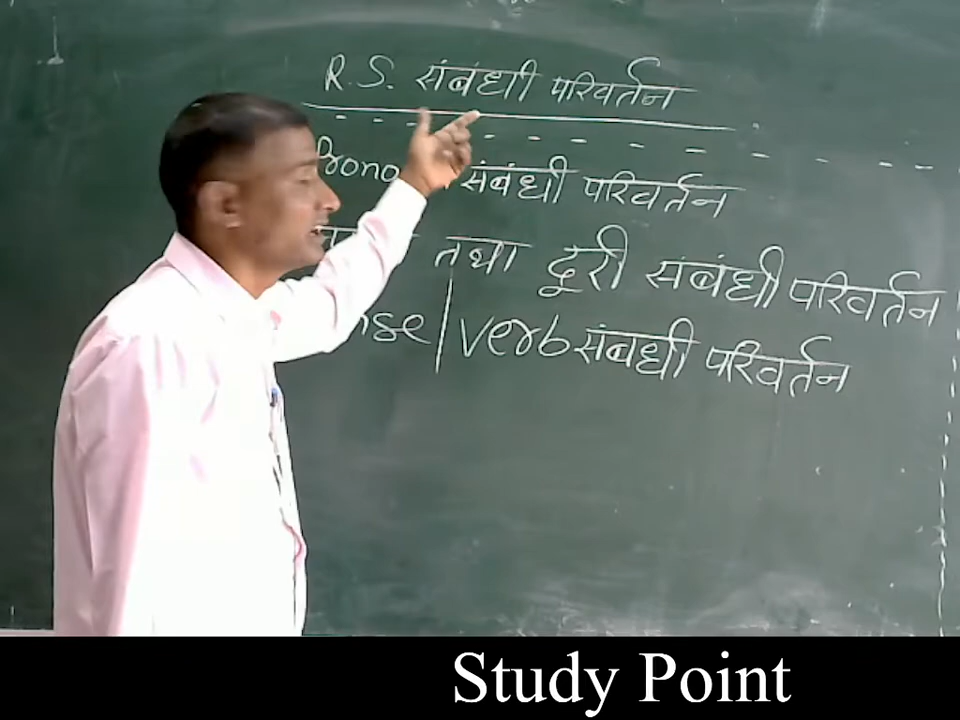 R.S. संबंधी परिवर्तन
संबंधी परिवर्तन
तथा दूरी संबंधी परिवर्तन
verb संबंधी परिवर्तन
Study Point